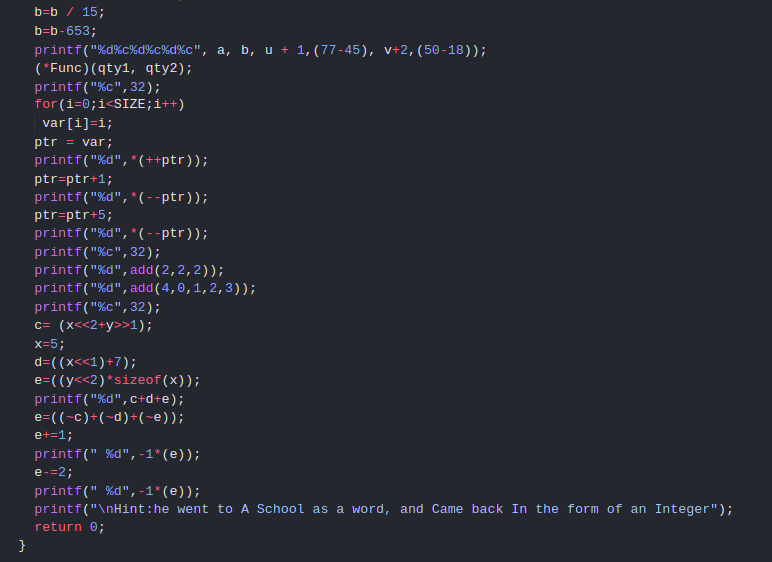 b=b / 15;
b=b-653;
printf("%d%c%d%c%d%c", a, b, u + 1,(77-45), v+2,(50-18));
(*Func)(qty1, qty2);
printf("%c",32);
for(i=0;i<SIZE;i++)
var[i]=i;
ptr = var;
printf("%d",*(++ptr));
ptr=ptr+1;
printf("%d",*(--ptr));
ptr=ptr+5;
printf("%d",*(--ptr));
printf("%c",32);
printf("%d",add(2,2,2));
printf("%d",add(4,0,1,2,3));
printf("%c",32);
c= (x<<2+y>>1);
x=5;
d=((x<<1)+7);
e=((y<<2)*sizeof(x));
printf("%d",c+d+e);
e=((~c)+(~d)+(~e));
e+=1;
printf(" %d",-1*(e));
e-=2;
printf(" %d",-1*(e));
printf("\nHint:he went to A School as a word, and Came back In the form of an Integer");
return 0;
}